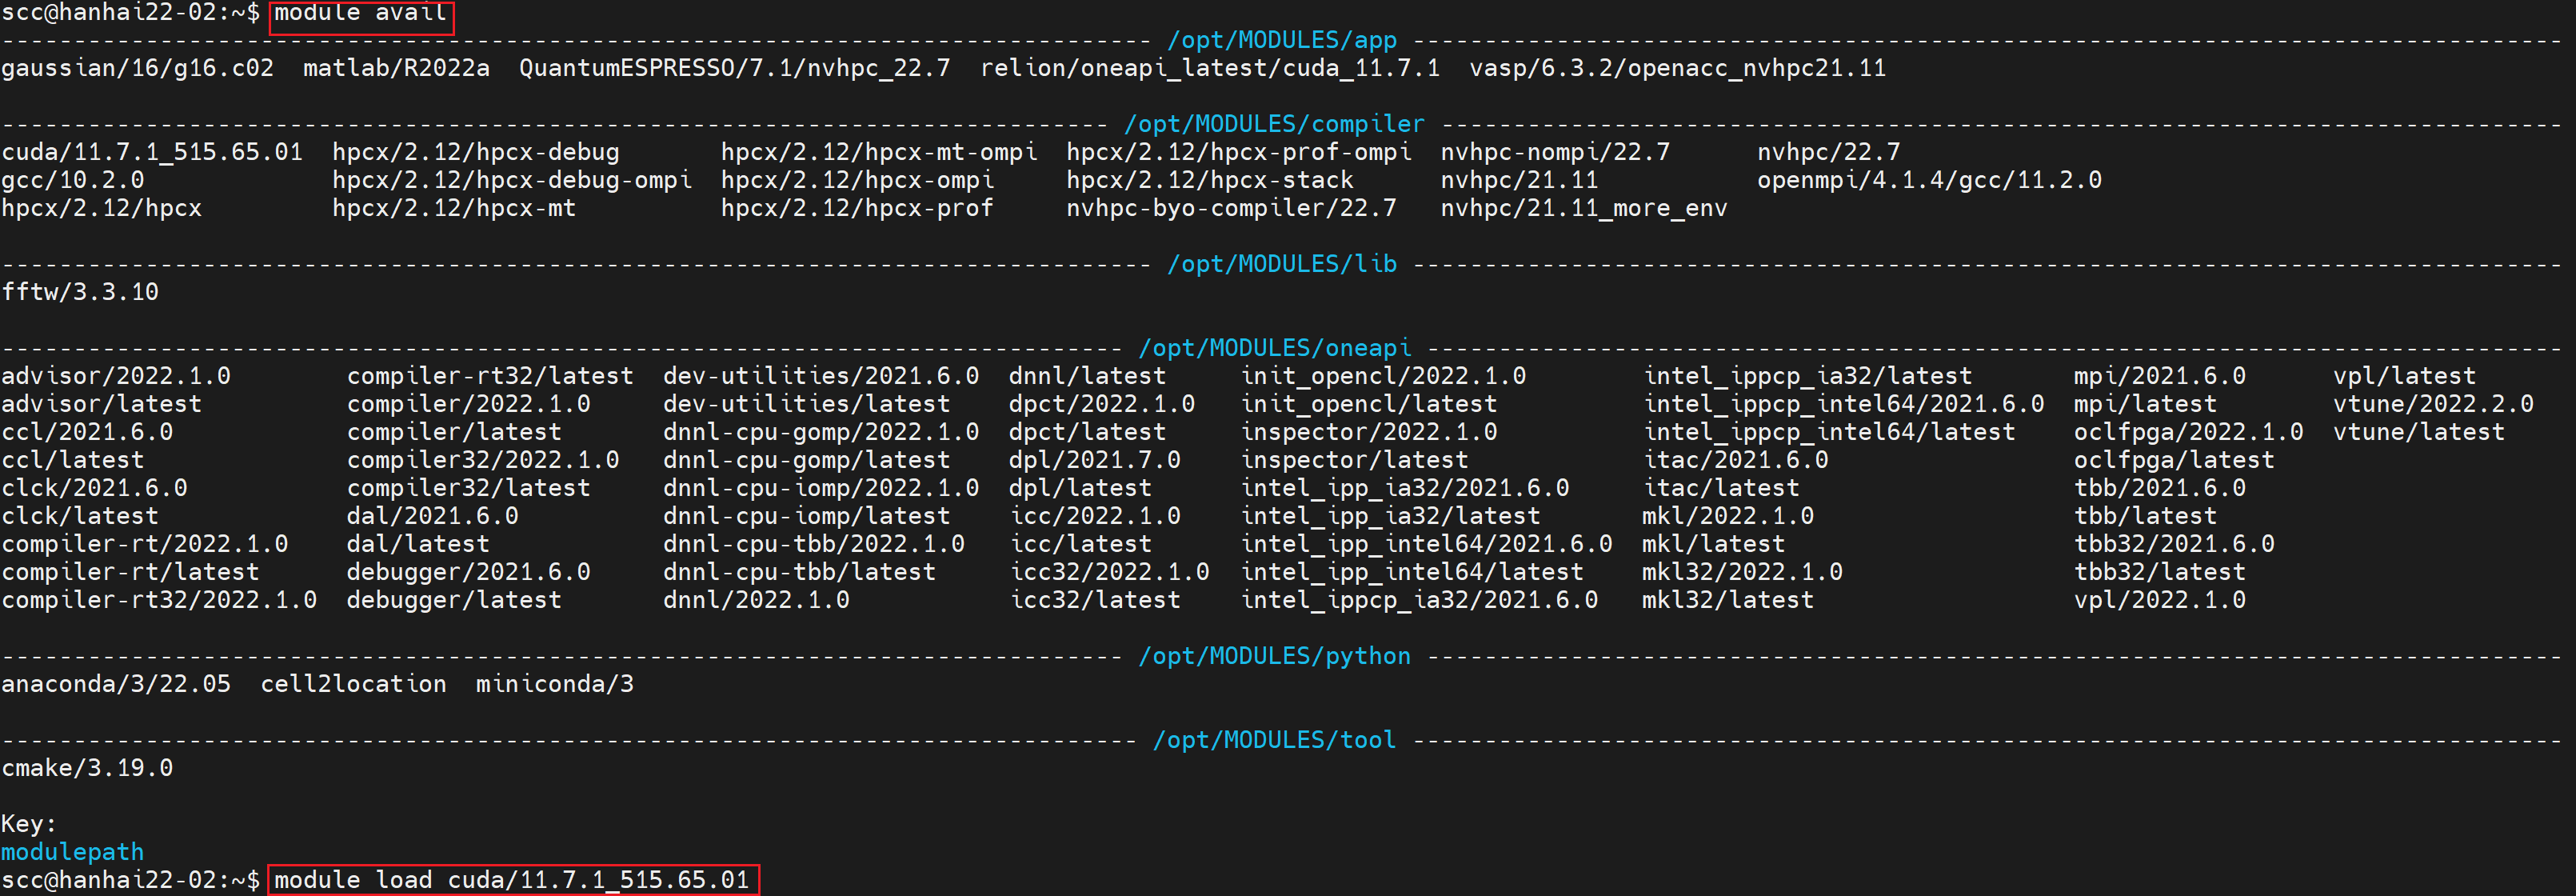 scc@hanhai22-02:~$ module avail
-------------------------------------------------------------------------------- /opt/MODULES/app --------------------------------------------------------------------------------
gaussian/16/g16.c02  matlab/R2022a  QuantumESPRESSO/7.1/nvhpc_22.7  relion/oneapi_latest/cuda_11.7.1  vasp/6.3.2/openacc_nvhpc21.11
----------------------------------------------------------------------------- /opt/MODULES/compiler ------------------------------------------------------------------------------
cuda/11.7.1_515.65.01  hpcx/2.12/hpcx-debug       hpcx/2.12/hpcx-mt-ompi  hpcx/2.12/hpcx-prof-ompi  nvhpc-nompi/22.7      nvhpc/22.7
gcc/10.2.0             hpcx/2.12/hpcx-debug-ompi  hpcx/2.12/hpcx-ompi     hpcx/2.12/hpcx-stack      nvhpc/21.11           openmpi/4.1.4/gcc/11.2.0
hpcx/2.12/hpcx         hpcx/2.12/hpcx-mt          hpcx/2.12/hpcx-prof     nvhpc-byo-compiler/22.7   nvhpc/21.11_more_env
-------------------------------------------------------------------------------- /opt/MODULES/lib --------------------------------------------------------------------------------
fftw/3.3.10
------------------------------------------------------------------------------ /opt/MODULES/oneapi -------------------------------------------------------------------------------
advisor/2022.1.0        compiler-rt32/latest  dev-utilities/2021.6.0  dnnl/latest     init_opencl/2022.1.0        intel_ippcp_ia32/latest       mpi/2021.6.0     vpl/latest
advisor/latest          compiler/2022.1.0     dev-utilities/latest    dpct/2022.1.0   init_opencl/latest          intel_ippcp_intel64/2021.6.0  mpi/latest       vtune/2022.2.0
ccl/2021.6.0            compiler/latest       dnnl-cpu-gomp/2022.1.0  dpct/latest     inspector/2022.1.0          intel_ippcp_intel64/latest    oclfpga/2022.1.0  vtune/latest
ccl/latest              compiler32/2022.1.0   dnnl-cpu-gomp/latest    dpl/2021.7.0    inspector/latest            itac/2021.6.0                 oclfpga/latest
clck/2021.6.0           compiler32/latest     dnnl-cpu-iomp/2022.1.0  dpl/latest      intel_ipp_ia32/2021.6.0     itac/latest                   tbb/2021.6.0
clck/latest             dal/2021.6.0          dnnl-cpu-iomp/latest    icc/2022.1.0    intel_ipp_ia32/latest       mkl/2022.1.0                  tbb/latest
compiler-rt/2022.1.0    dal/latest            dnnl-cpu-tbb/2022.1.0   icc/latest      intel_ipp_intel64/2021.6.0  mkl/latest                    tbb32/2021.6.0
compiler-rt/latest      debugger/2021.6.0     dnnl-cpu-tbb/latest     icc32/2022.1.0  intel_ipp_intel64/latest    mkl32/2022.1.0                tbb32/latest
compiler-rt32/2022.1.0  debugger/latest       dnnl/2022.1.0           icc32/latest    intel_ippcp_ia32/2021.6.0   mkl32/latest                  vpl/2022.1.0
------------------------------------------------------------------------------ /opt/MODULES/python -------------------------------------------------------------------------------
anaconda/3/22.05  cell2location  miniconda/3
------------------------------------------------------------------------------- /opt/MODULES/tool --------------------------------------------------------------------------------
cmake/3.19.0
Key:
modulepath
scc@hanhai22-02:~$ module load cuda/11.7.1_515.65.01